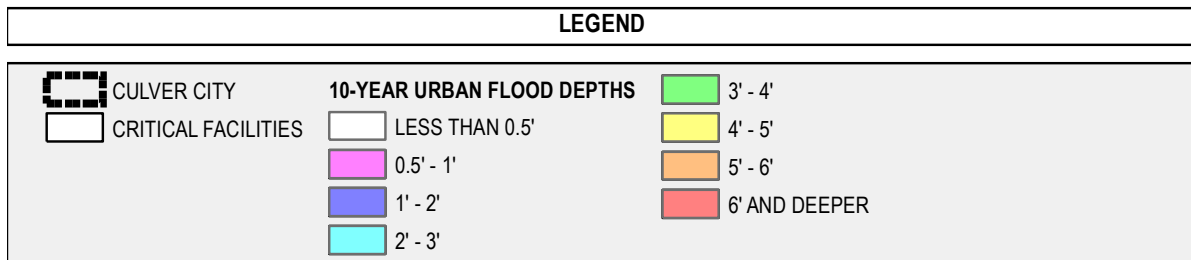 LEGEND
CULVER CITY
CRITICAL FACILITIES
10-YEAR URBAN FLOOD DEPTHS
LESS THAN 0.5'
0.5' - 1'
1' - 2'
2' - 3'
3' - 4'
4' - 5'
5' - 6'
6' AND DEEPER